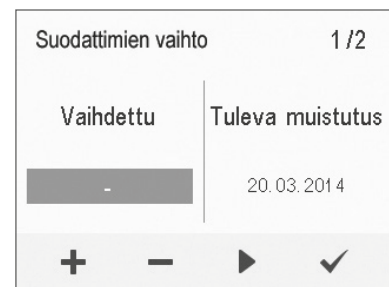 Suodattimien vaihto 1/2
Vaihdettu Tuleva muistutus
- 20.03.2014